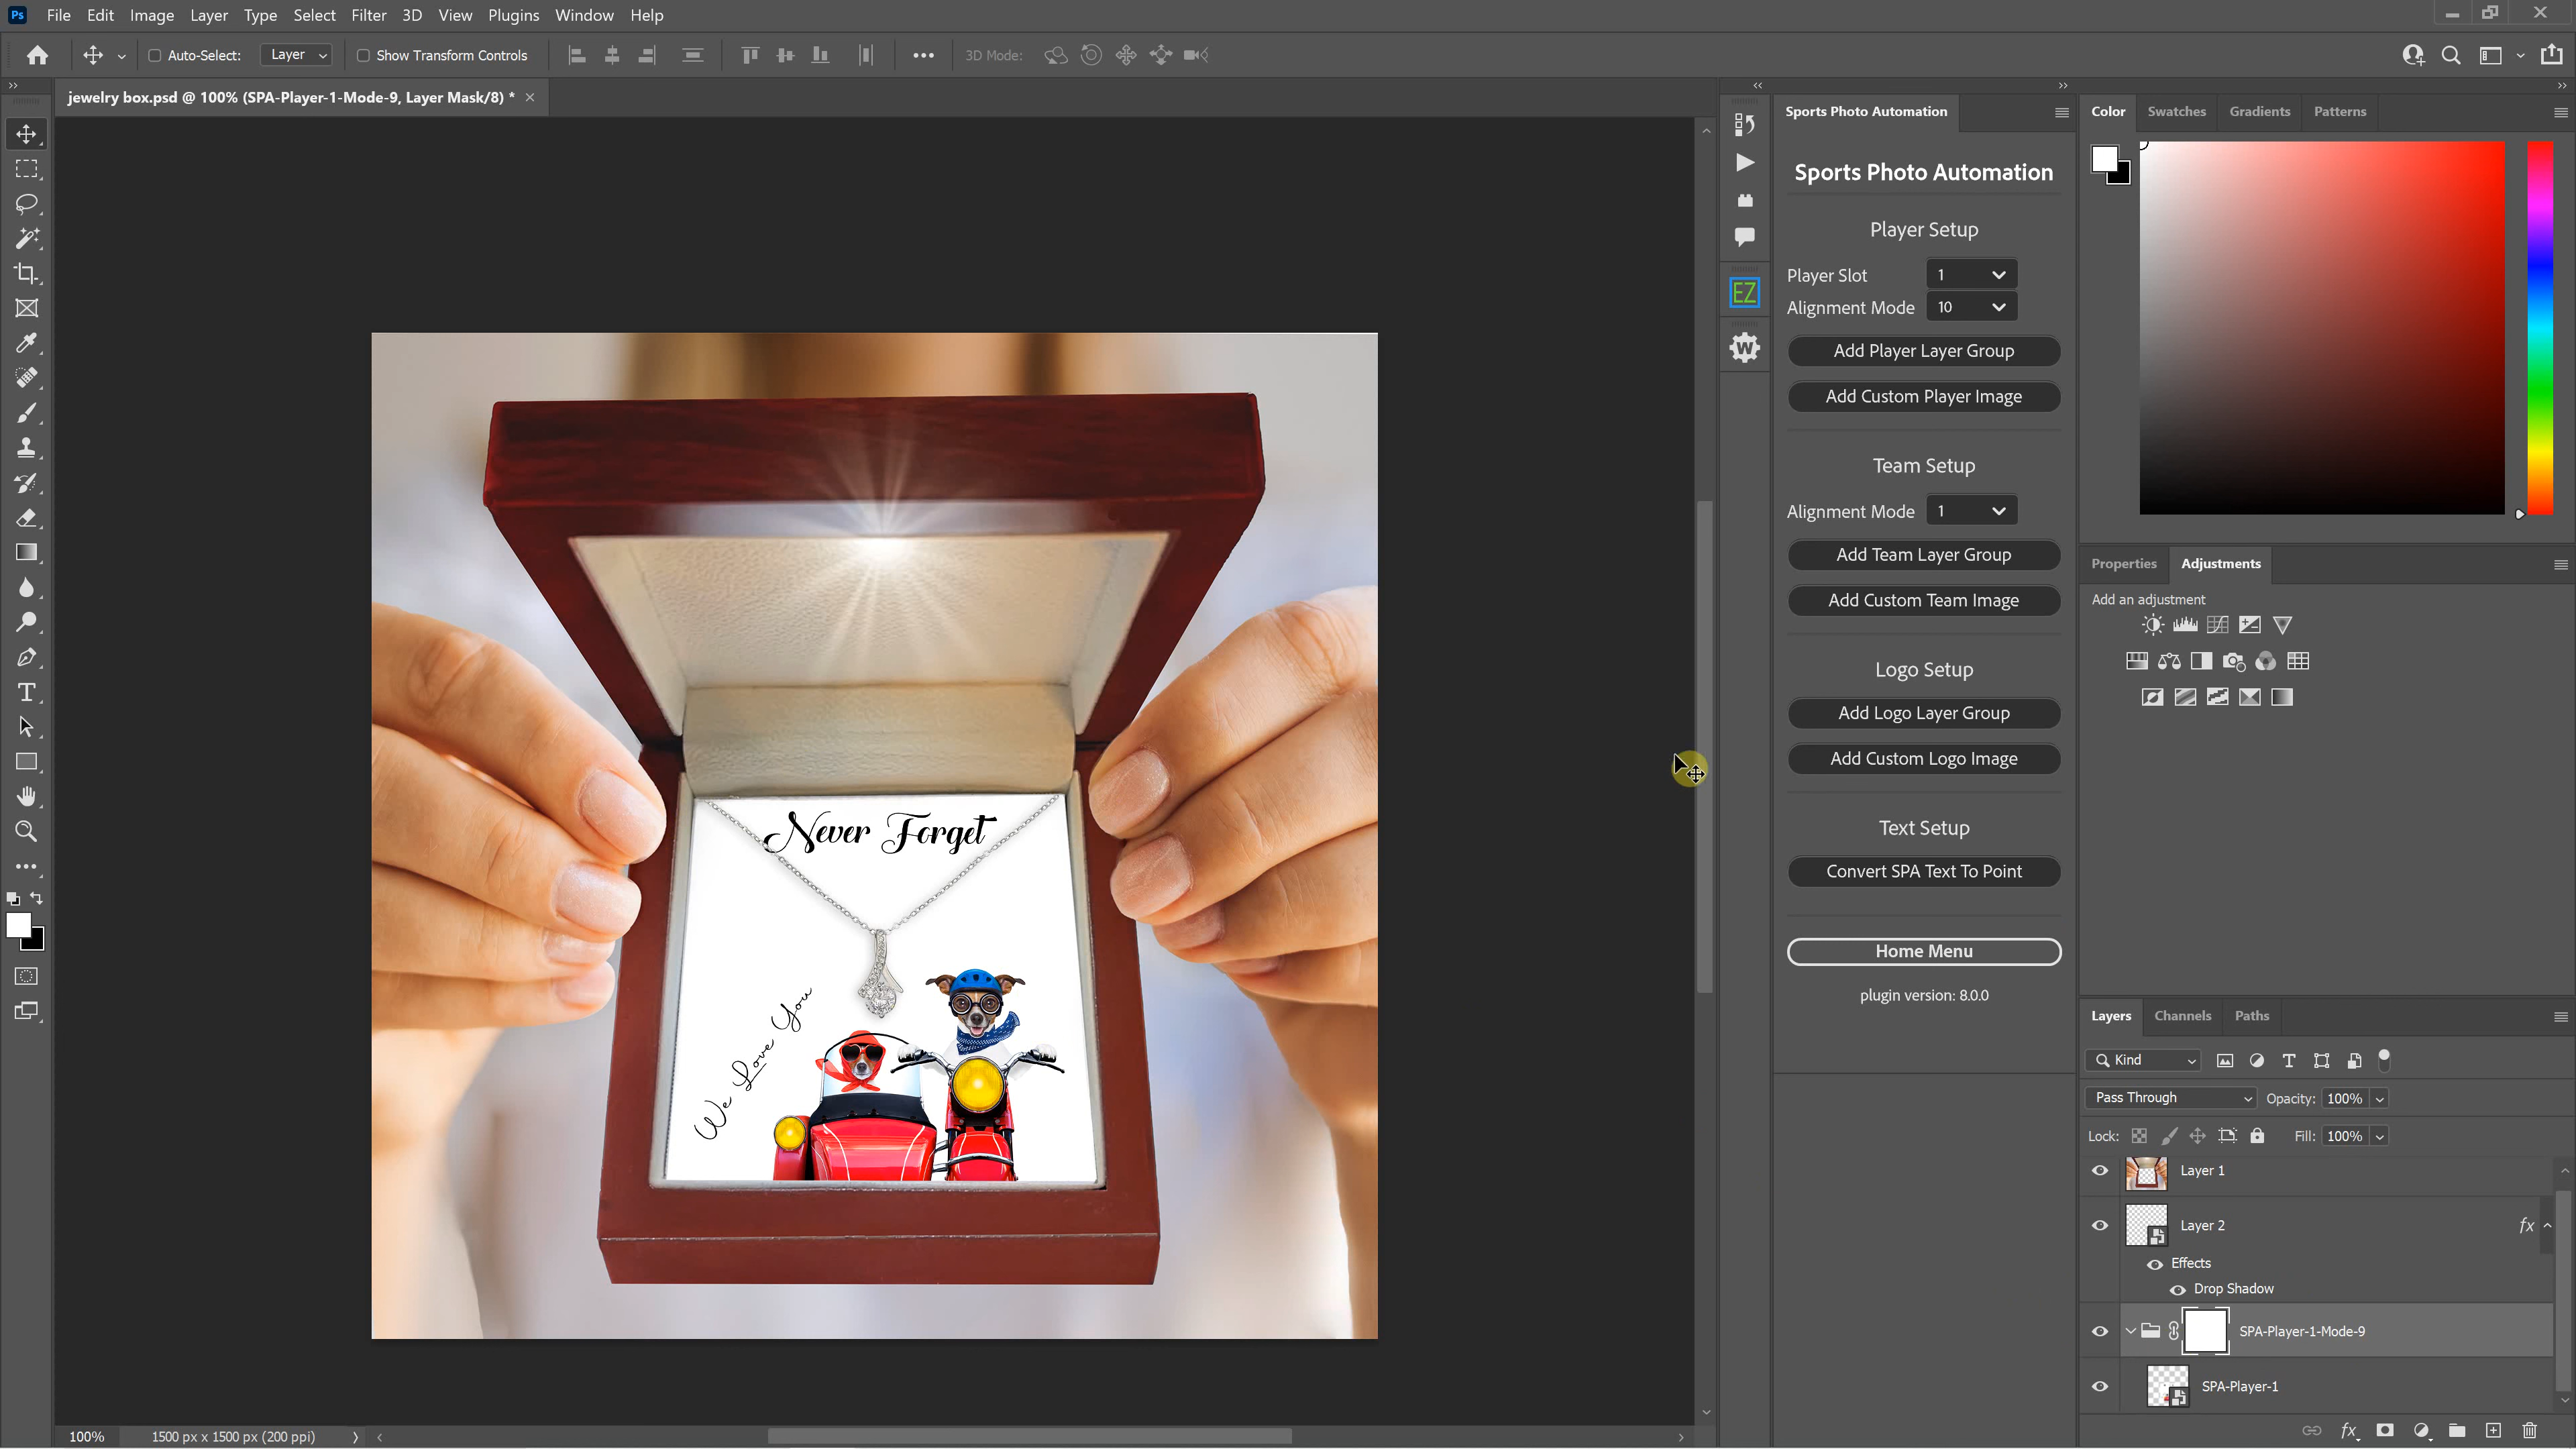 Ps File Edit Image Layer Type Select Filter 3D View Plugins Window Help
Auto-Select: Layer Show Transform Controls 3D Mode:
jewelry box.psd @ 100% (SPA-Player-1-Mode-9, Layer Mask/8) *
Never Forget
We Love You
100% 1500 px x 1500 px (200 ppi)
EZ
W
Sports Photo Automation
Sports Photo Automation
Player Setup
Player Slot 1
Alignment Mode 10
Add Player Layer Group
Add Custom Player Image
Team Setup
Alignment Mode 1
Add Team Layer Group
Add Custom Team Image
Logo Setup
Add Logo Layer Group
Add Custom Logo Image
Text Setup
Convert SPA Text To Point
Home Menu
plugin version: 8.0.0
Color Swatches Gradients Patterns
Properties Adjustments
Add an adjustment
Layers Channels Paths
Kind
Pass Through Opacity: 100%
Lock: Fill: 100%
Layer 1
Layer 2 fx
Effects
Drop Shadow
SPA-Player-1-Mode-9
SPA-Player-1
fx